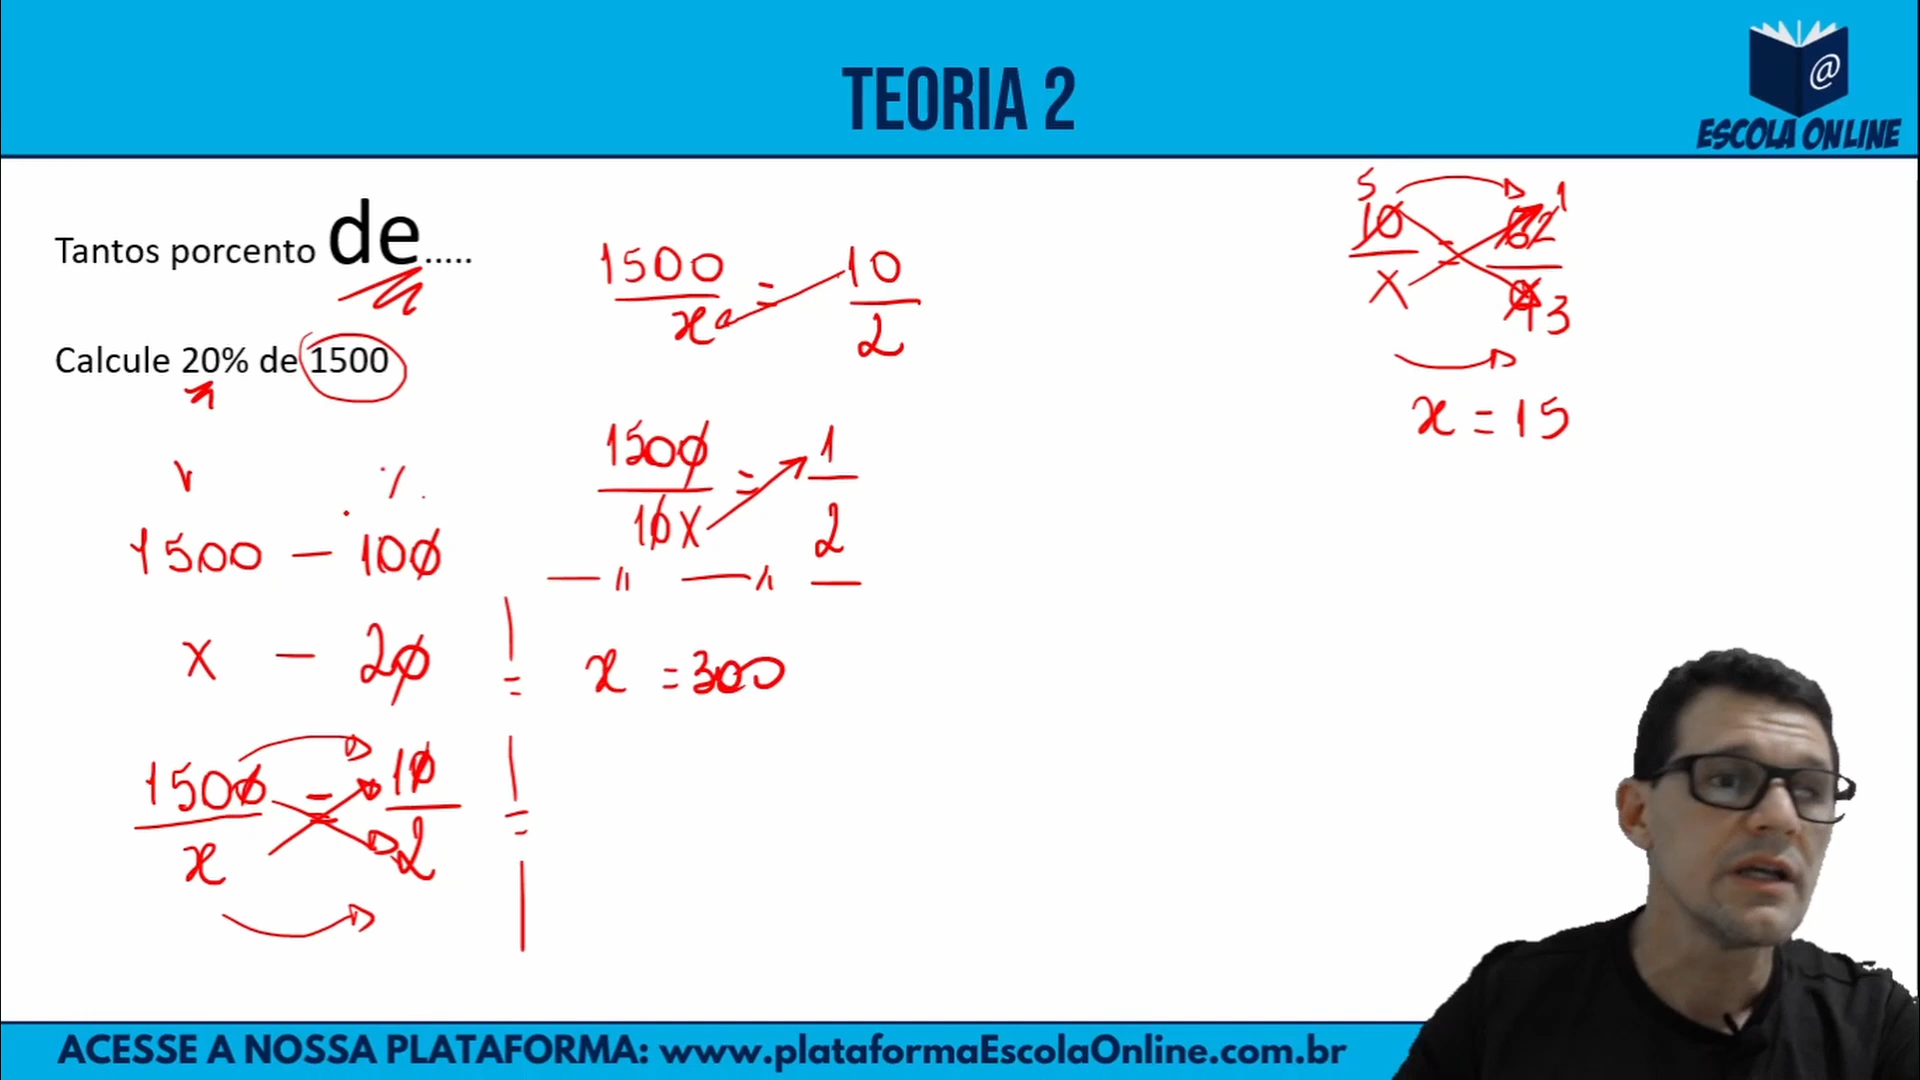 TEORIA 2
@
ESCOLA ONLINE
Tantos porcento de.....
Calcule 20% de 1500
1500 - 100
x - 20
1500 = 10
x 2
1500 = 10
x 2
1500 = 1
10x 2
x = 300
5 1
10 = 2
x 3
x = 15
ACESSE A NOSSA PLATAFORMA: www.plataformaEscolaOnline.com.br